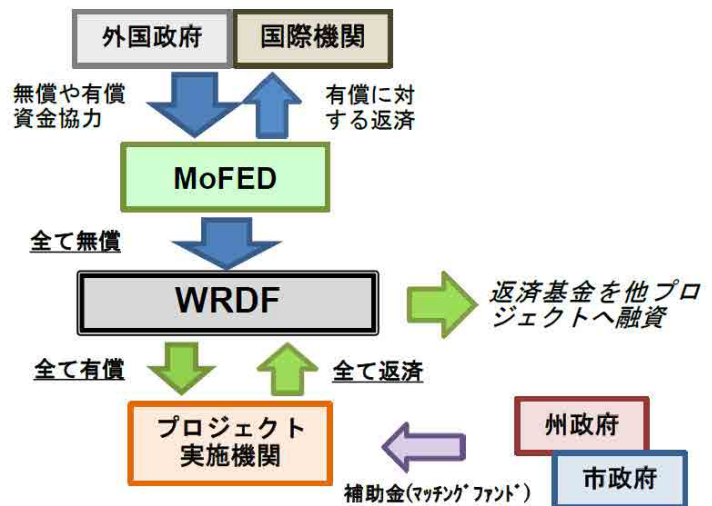 外国政府
国際機関
無償や有償
資金協力
有償に対
する返済
MoFED
全て無償
WRDF
返済基金を他プロ
ジェクトへ融資
全て有償
全て返済
プロジェクト
実施機関
州政府
市政府
補助金(ﾏｯﾁﾝｸﾞﾌｧﾝﾄﾞ)